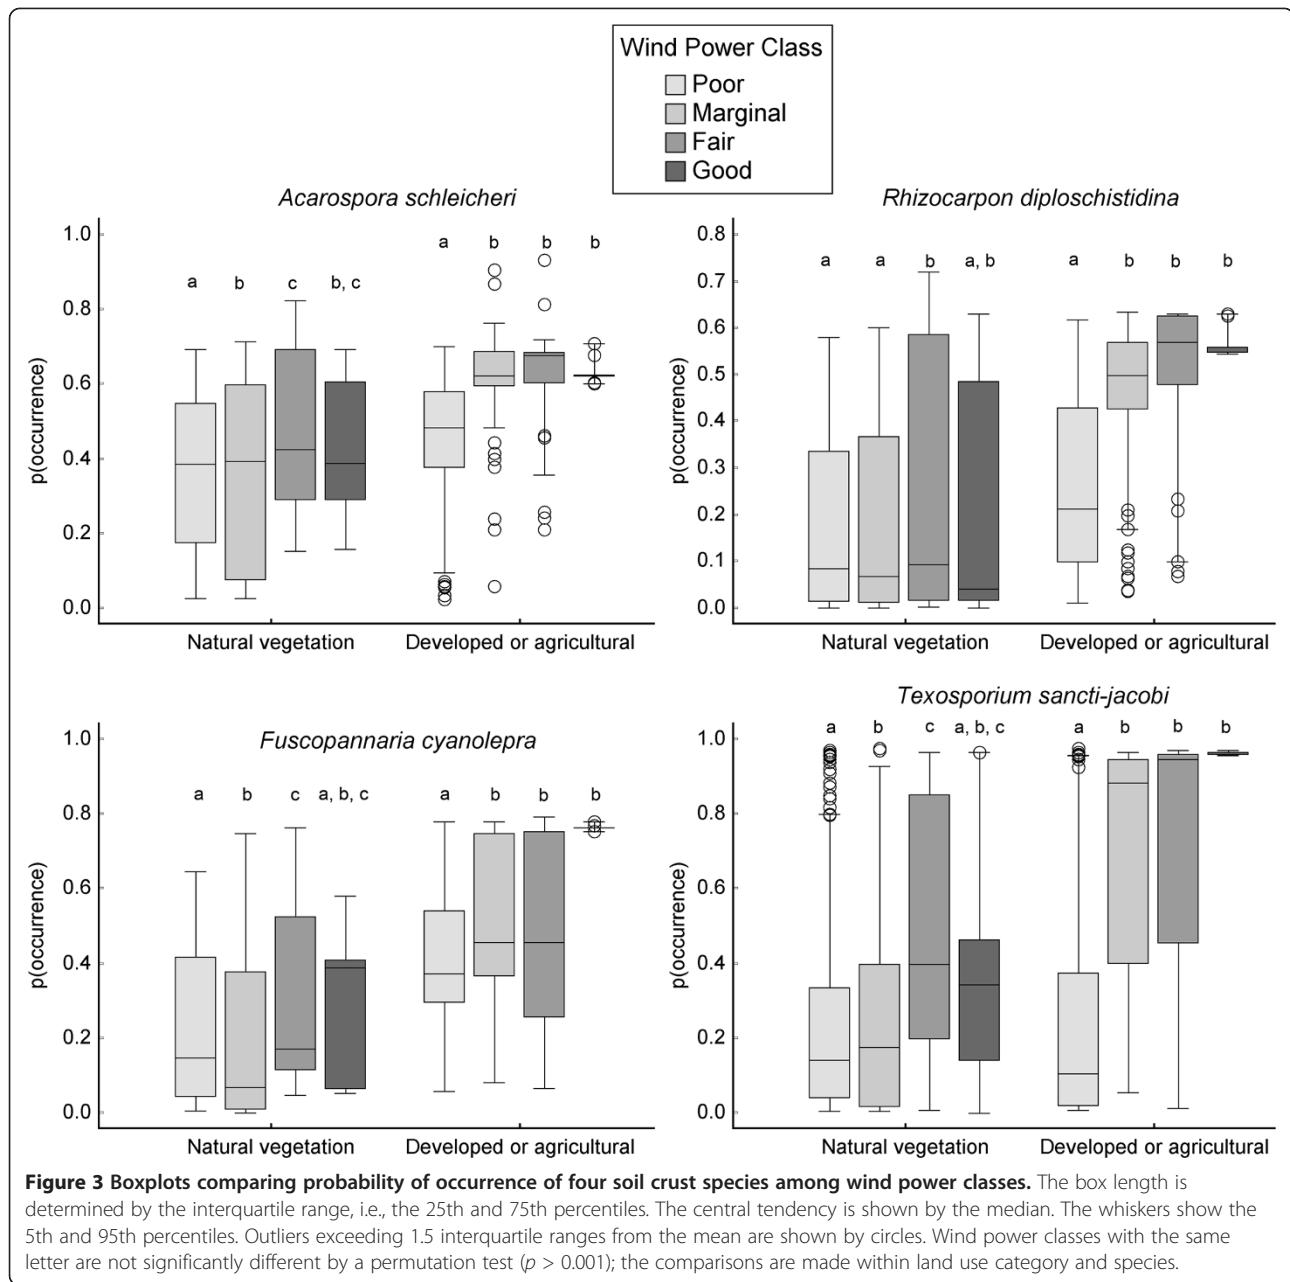 Wind Power Class
Poor
Marginal
Fair
Good
Acarospora schleicheri
p(occurrence)
1.0
0.8
0.6
0.4
0.2
0.0
a b c b, c
a b b b
Natural vegetation Developed or agricultural
Rhizocarpon diploschistidina
p(occurrence)
0.8
0.7
0.6
0.5
0.4
0.3
0.2
0.1
0.0
a a b a, b
a b b b
Natural vegetation Developed or agricultural
Fuscopannaria cyanolepra
p(occurrence)
1.0
0.8
0.6
0.4
0.2
0.0
a b c a, b, c
a b b b
Natural vegetation Developed or agricultural
Texosporium sancti-jacobi
p(occurrence)
1.0
0.8
0.6
0.4
0.2
0.0
a b c a, b, c
a b b b
Natural vegetation Developed or agricultural
Figure 3 Boxplots comparing probability of occurrence of four soil crust species among wind power classes. The box length is
determined by the interquartile range, i.e., the 25th and 75th percentiles. The central tendency is shown by the median. The whiskers show the
5th and 95th percentiles. Outliers exceeding 1.5 interquartile ranges from the mean are shown by circles. Wind power classes with the same
letter are not significantly different by a permutation test (p > 0.001); the comparisons are made within land use category and species.